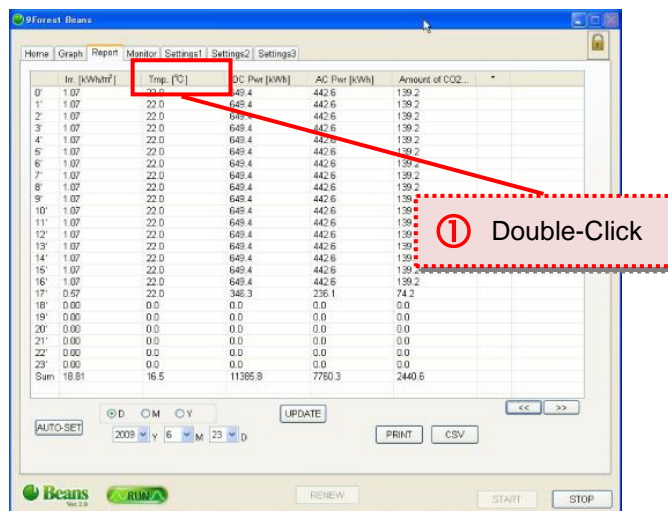 9Forest Beans
Home Graph Report Monitor Settings1 Settings2 Settings3
Irr. [kWh/m²] Tmp. [℃] DC Pwr [kWh] AC Pwr [kWh] Amount of CO2... *
0' 1.07 22.0 649.4 442.6 139.2
1' 1.07 22.0 649.4 442.6 139.2
2' 1.07 22.0 649.4 442.6 139.2
3' 1.07 22.0 649.4 442.6 139.2
4' 1.07 22.0 649.4 442.6 139.2
5' 1.07 22.0 649.4 442.6 139.2
6' 1.07 22.0 649.4 442.6 139.2
7' 1.07 22.0 649.4 442.6 139.2
8' 1.07 22.0 649.4 442.6 139.2
9' 1.07 22.0 649.4 442.6 139.2
10' 1.07 22.0 649.4 442.6 139
11' 1.07 22.0 649.4 442.6 139
12' 1.07 22.0 649.4 442.6 139
13' 1.07 22.0 649.4 442.6 139
14' 1.07 22.0 649.4 442.6 139
15' 1.07 22.0 649.4 442.6 139.2
16' 1.07 22.0 649.4 442.6 139.2
17' 0.57 22.0 346.3 236.1 74.2
18' 0.00 0.0 0.0 0.0 0.0
19' 0.00 0.0 0.0 0.0 0.0
20' 0.00 0.0 0.0 0.0 0.0
21' 0.00 0.0 0.0 0.0 0.0
22' 0.00 0.0 0.0 0.0 0.0
23' 0.00 0.0 0.0 0.0 0.0
Sum 18.81 16.5 11385.8 7760.3 2440.6
① Double-Click
<< >>
D M Y UPDATE
AUTO-SET 2009 Y 6 M 23 D PRINT CSV
Beans RUN RENEW START STOP
Ver.2.0